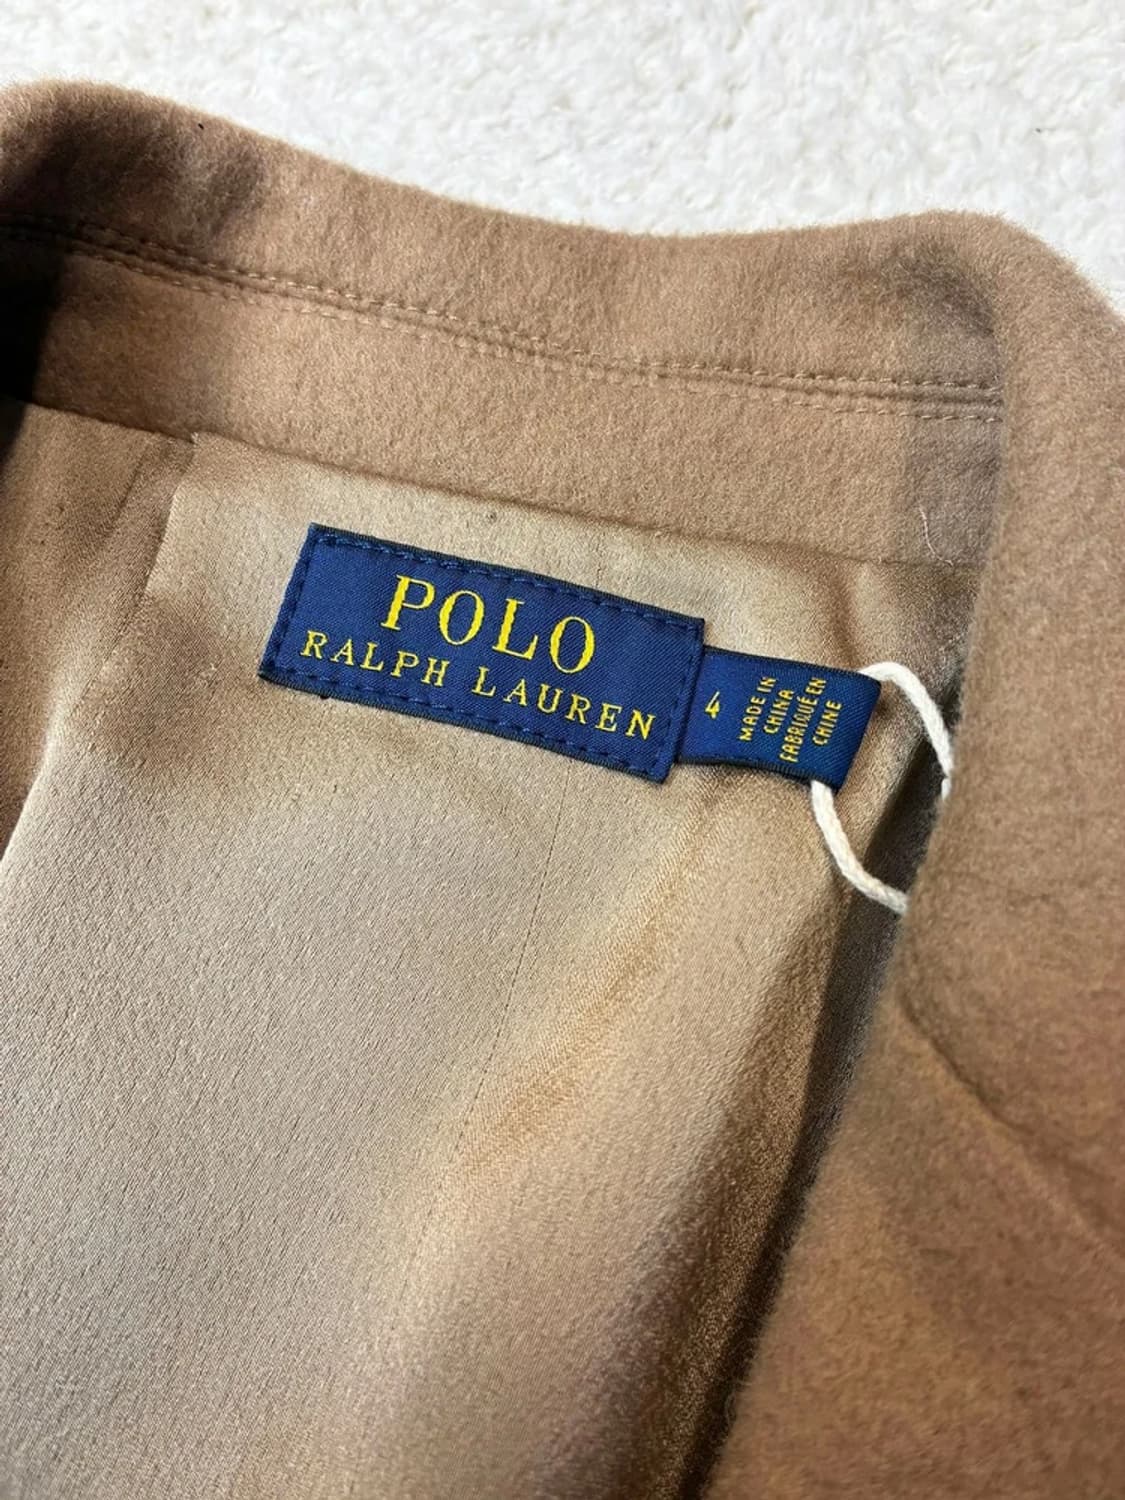 POLO
RALPH LAUREN
4
MADE IN
CHINA
FABRIQUÉ EN
CHINE